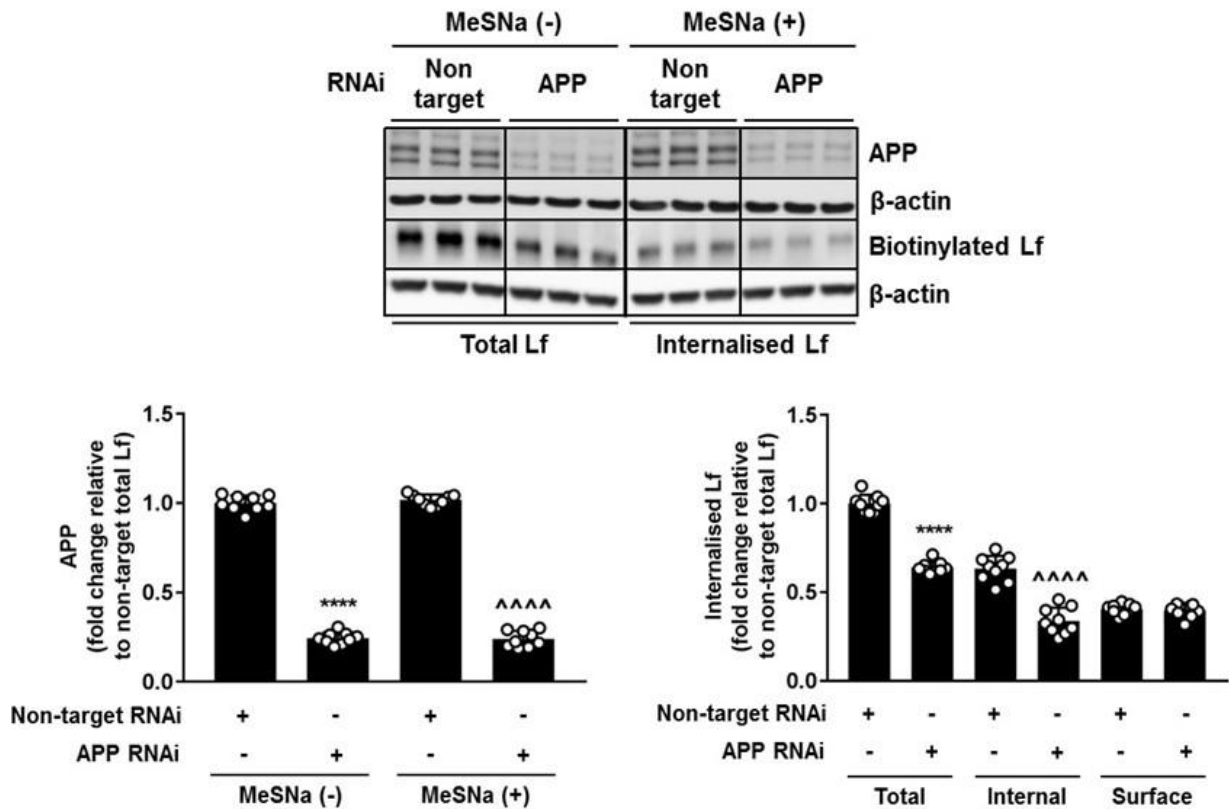 MeSNa (-) MeSNa (+)
RNAi Non target APP Non target APP
APP
β-actin
Biotinylated Lf
β-actin
Total Lf Internalised Lf
APP
(fold change relative
to non-target total Lf)
1.5
1.0
0.5
0.0
**** ^^^^
Non-target RNAi + - + -
APP RNAi - + - +
MeSNa (-) MeSNa (+)
Internalised Lf
(fold change relative
to non-target total Lf)
1.5
1.0
0.5
0.0
**** ^^^^
Non-target RNAi + - + - + -
APP RNAi - + - + - +
Total Internal Surface